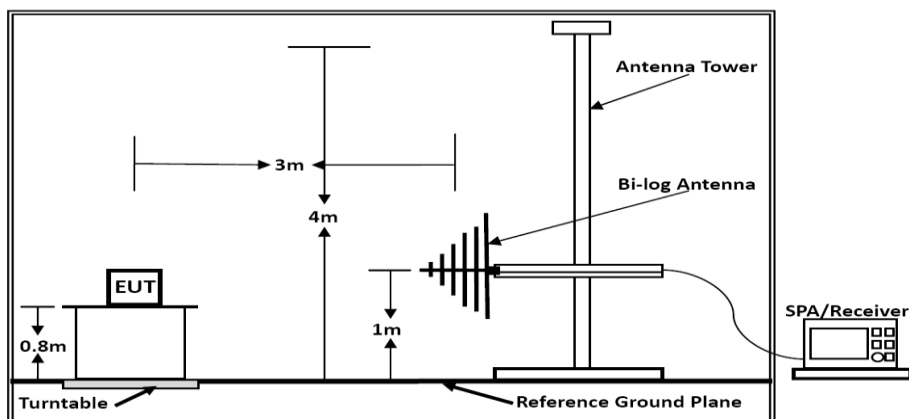 Antenna Tower
3m
Bi-log Antenna
4m
EUT
SPA/Receiver
0.8m
1m
Turntable
Reference Ground Plane